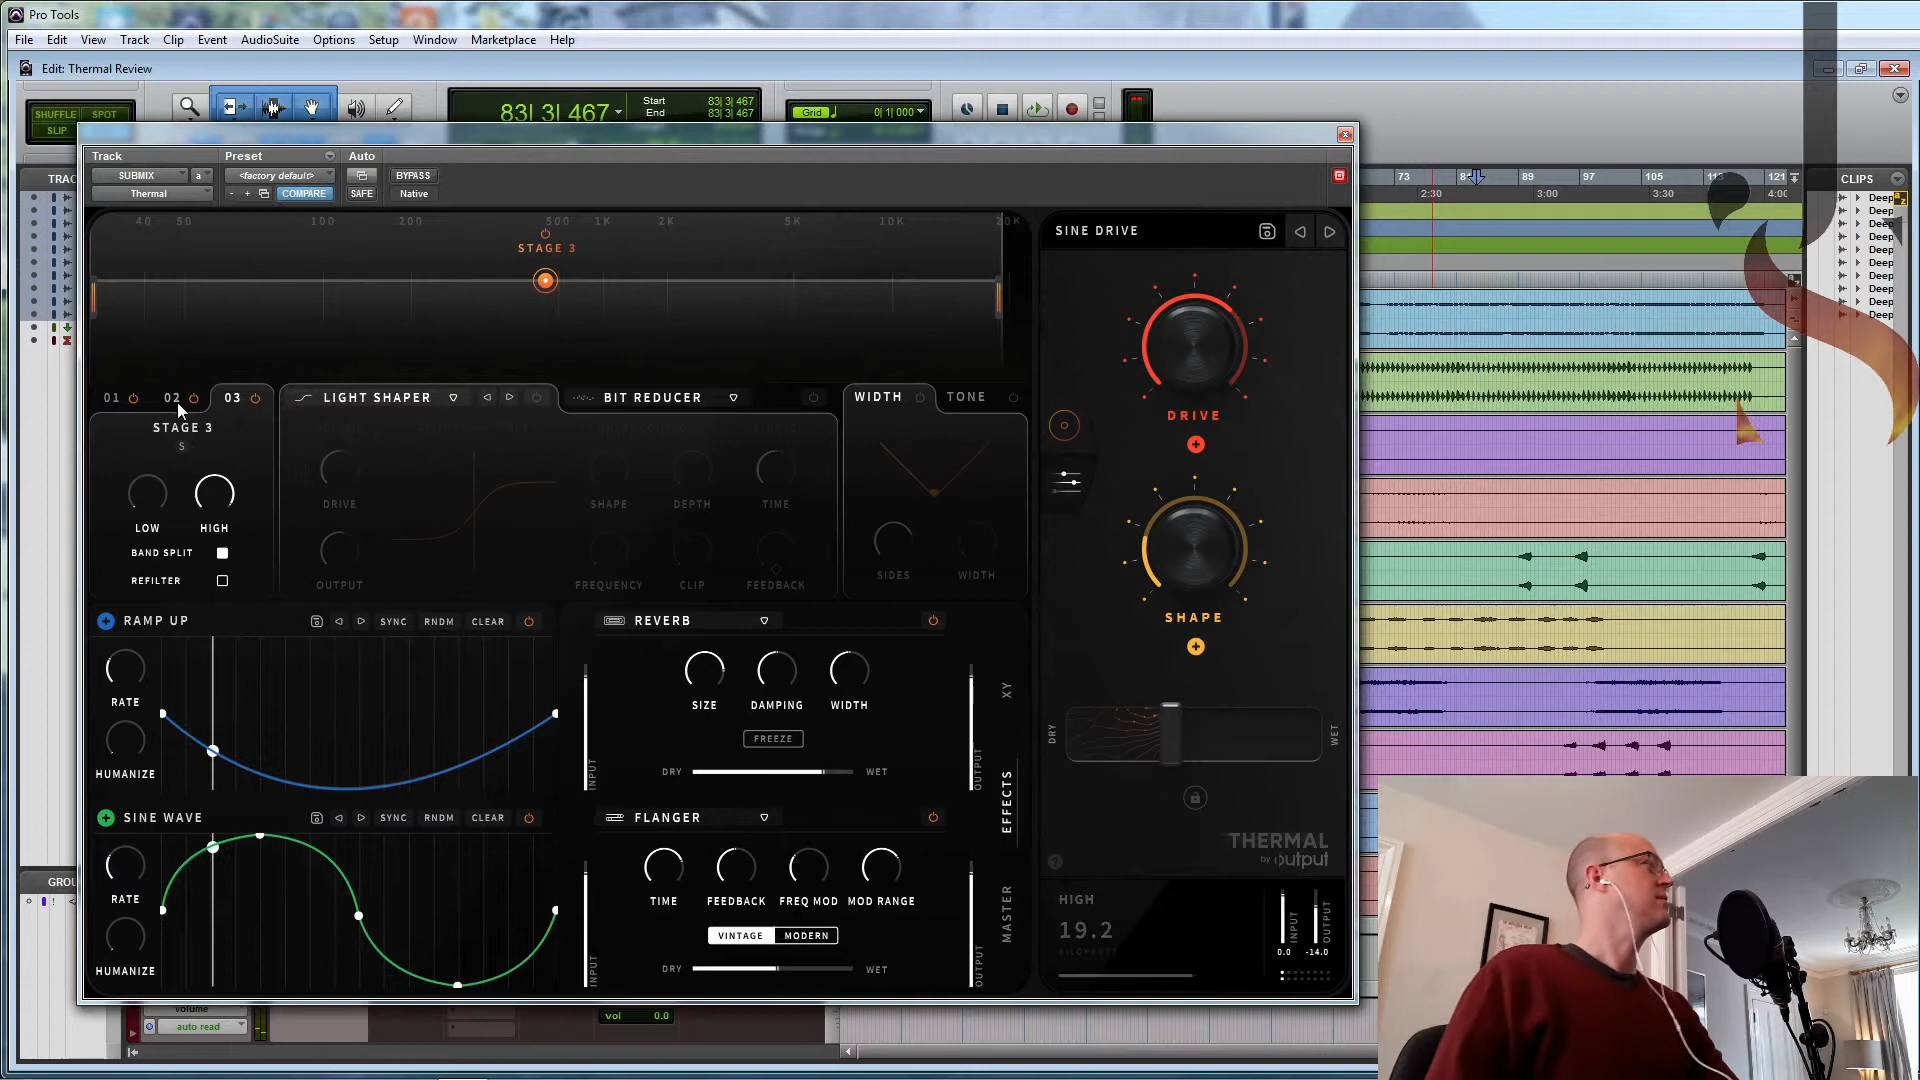 Pro Tools
File Edit View Track Clip Event AudioSuite Options Setup Window Marketplace Help
Edit: Thermal Review
SHUFFLE SPOT
SLIP
83| 3| 467
Start 83| 3| 467
End 83| 3| 467
Grid 0| 1| 000
Track Preset Auto
SUBMIX a <factory default> BYPASS
Thermal - + COMPARE SAFE Native
73 89 97 105 121
2:30 3:00 3:30 4:00
CLIPS
Deep
Deep
Deep
Deep
Deep
Deep
Deep
Deep
Deep
Deep
40 50 100 200 500 1K 2K 5K 10K 20K
STAGE 3
SINE DRIVE
01 02 03 LIGHT SHAPER BIT REDUCER WIDTH TONE
STAGE 3
S
LOW HIGH
BAND SPLIT
REFILTER
DRIVE SHAPE DEPTH TIME
OUTPUT FREQUENCY CLIP FEEDBACK
SIDES WIDTH
DRIVE
SHAPE
DRY WET
RAMP UP SYNC RNDM CLEAR
RATE
HUMANIZE
SINE WAVE SYNC RNDM CLEAR
RATE
HUMANIZE
REVERB
SIZE DAMPING WIDTH
FREEZE
DRY WET
INPUT OUTPUT
FLANGER
TIME FEEDBACK FREQ MOD MOD RANGE
VINTAGE MODERN
DRY WET
INPUT OUTPUT
XY
EFFECTS
MASTER
THERMAL
by output
HIGH
19.2
INPUT OUTPUT
0.0 -14.0
volume
auto read
vol 0.0